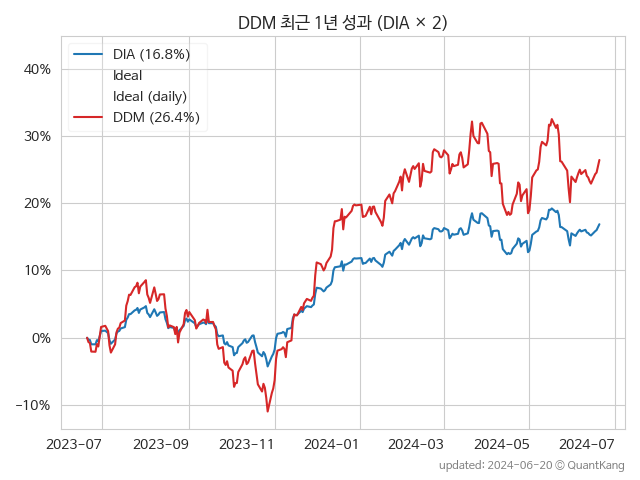 DDM 최근 1년 성과 (DIA × 2)
DIA (16.8%)
Ideal
Ideal (daily)
DDM (26.4%)
40%
30%
20%
10%
0%
−10%
2023−07
2023−09
2023−11
2024−01
2024−03
2024−05
2024−07
updated: 2024-06-20 © QuantKang